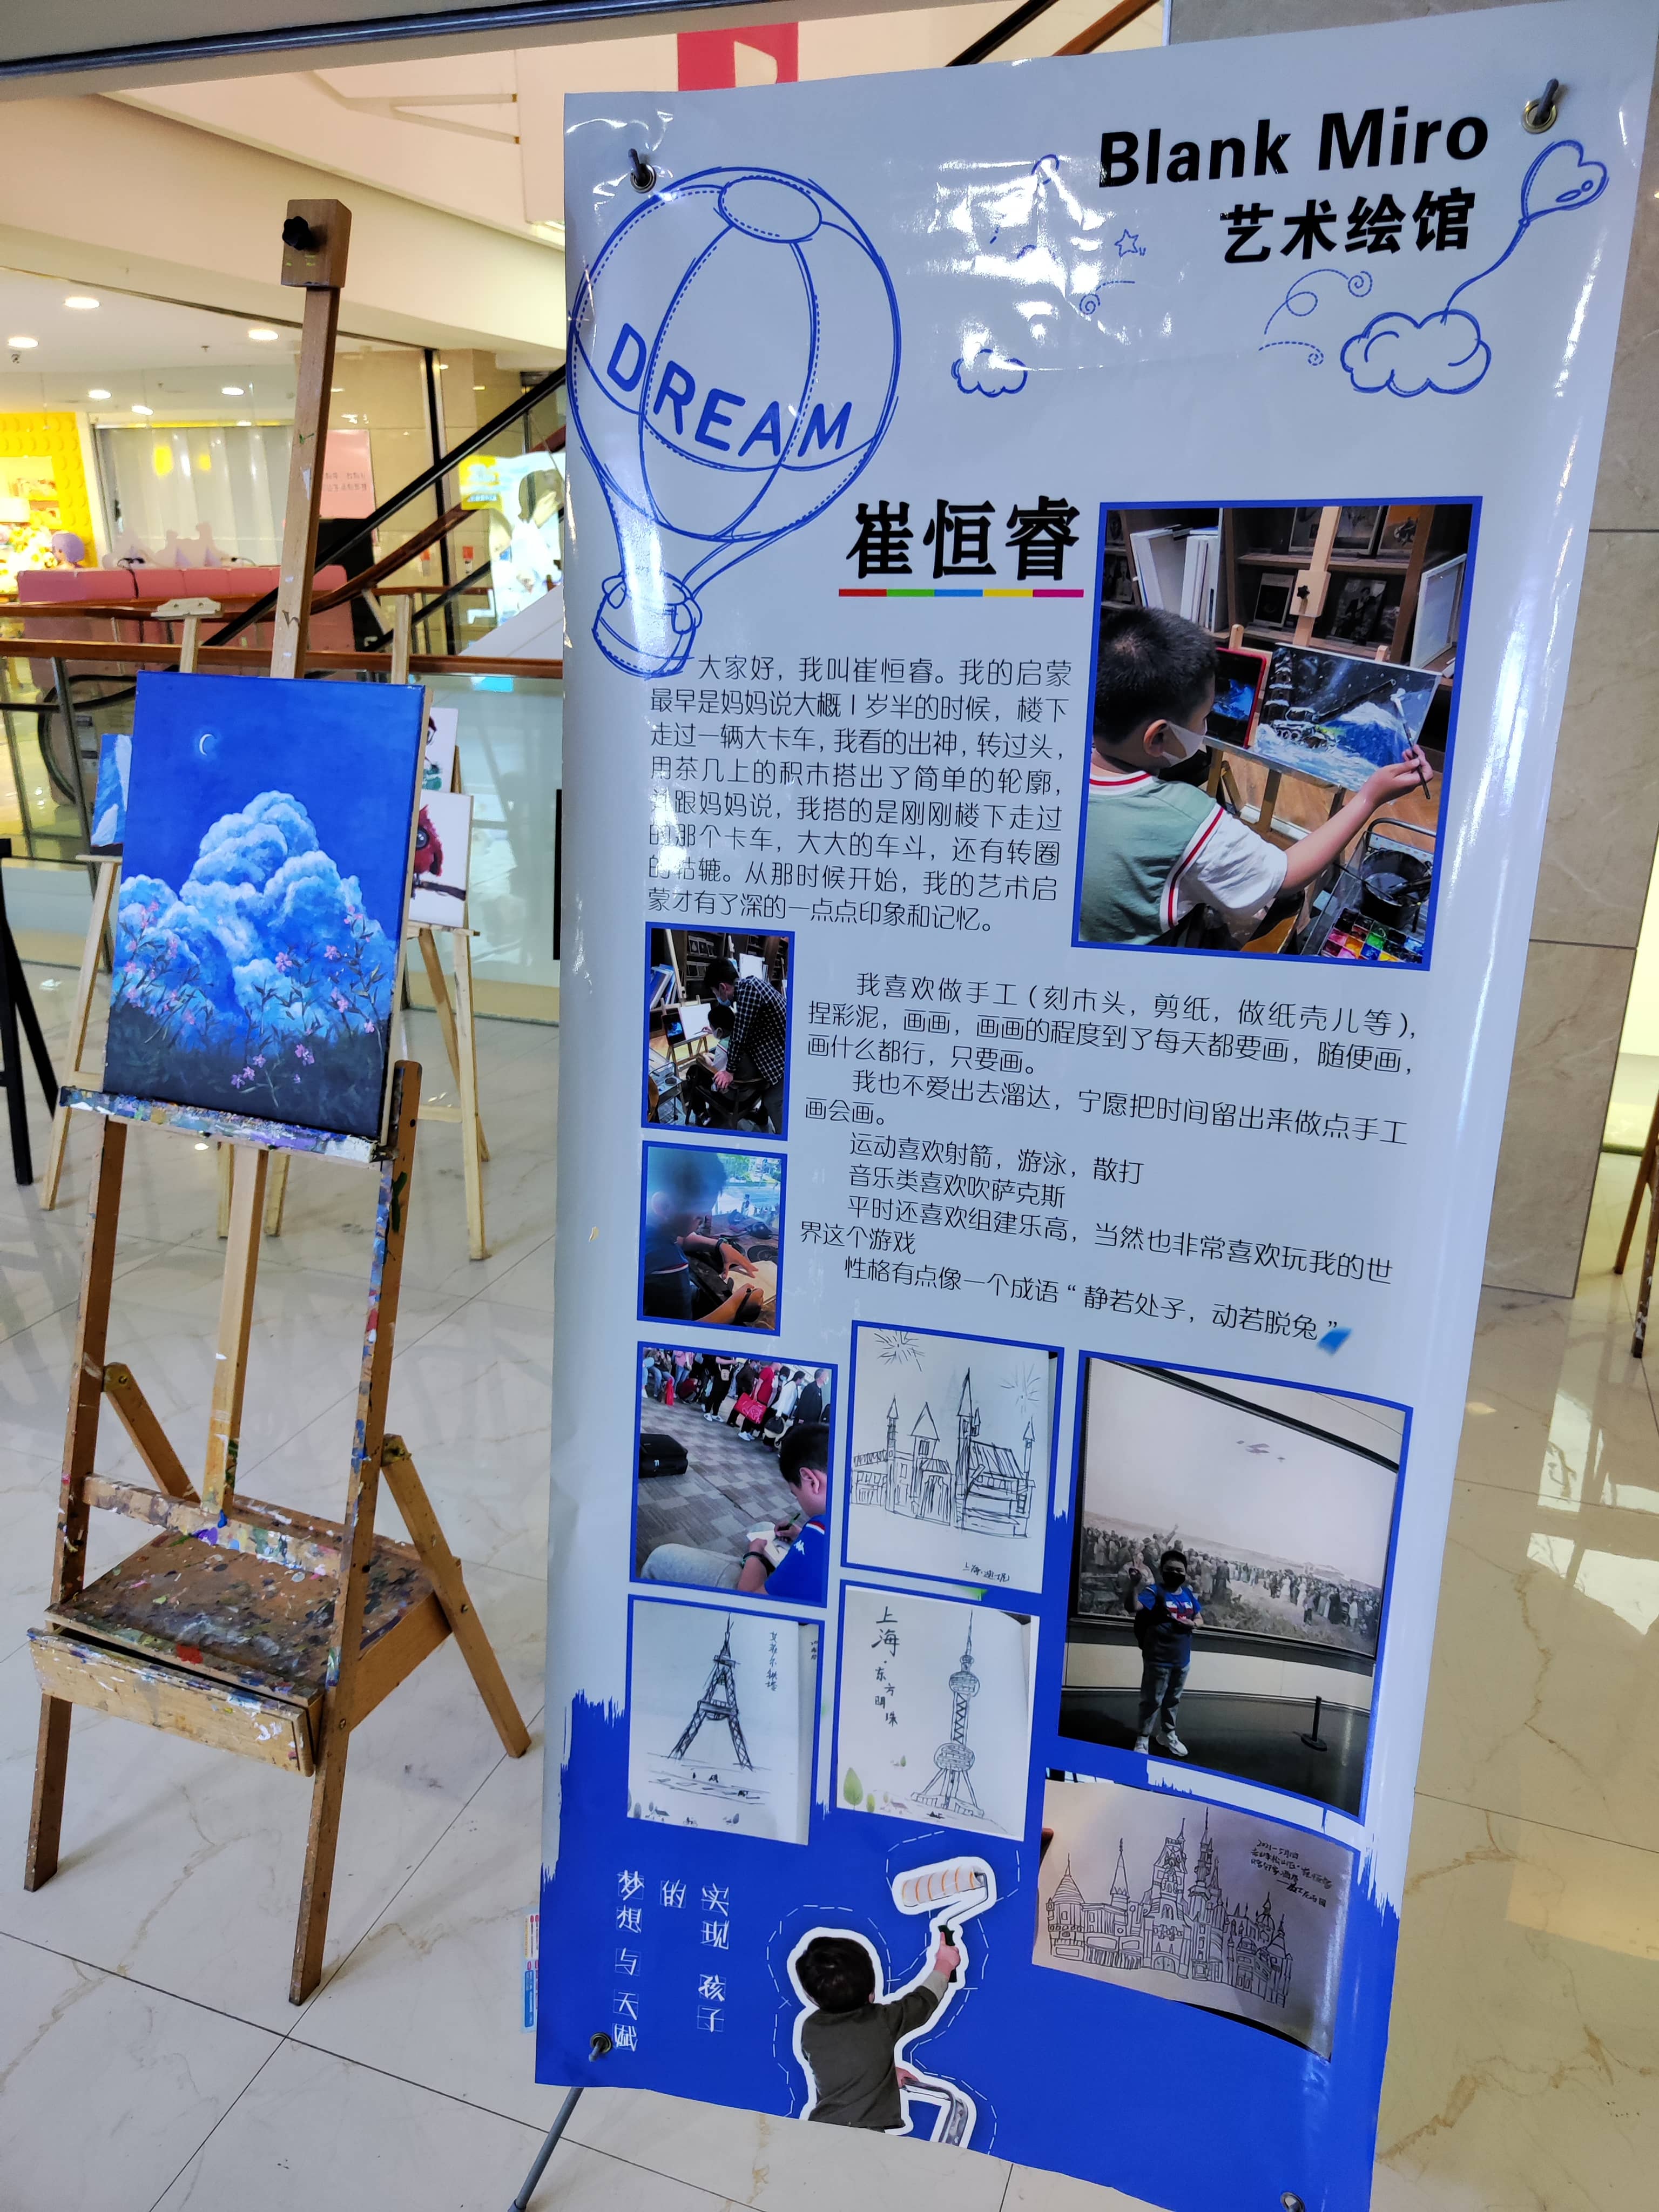 Blank Miro
艺术绘馆
DREAM
崔恒睿
大家好，我叫崔恒睿。我的启蒙
最早是妈妈说大概1岁半的时候，楼下
走过一辆大卡车，我看的出神，转过头，
用茶几上的积木搭出了简单的轮廓，
跟妈妈说，我搭的是刚刚楼下走过
的那个卡车，大大的车斗，还有转圈
的轱辘。从那时候开始，我的艺术启
蒙才有了深的一点点印象和记忆。
我喜欢做手工（刻木头，剪纸，做纸壳儿等），
捏彩泥，画画，画画的程度到了每天都要画，随便画，
画什么都行，只要画。
我也不爱出去溜达，宁愿把时间留出来做点手工
画会画。
运动喜欢射箭，游泳，散打
音乐类喜欢吹萨克斯
平时还喜欢组建乐高，当然也非常喜欢玩我的世
界这个游戏
性格有点像一个成语“静若处子，动若脱兔”
上海·迪尼
上海·东方明珠
实现孩子
的
梦想与天赋